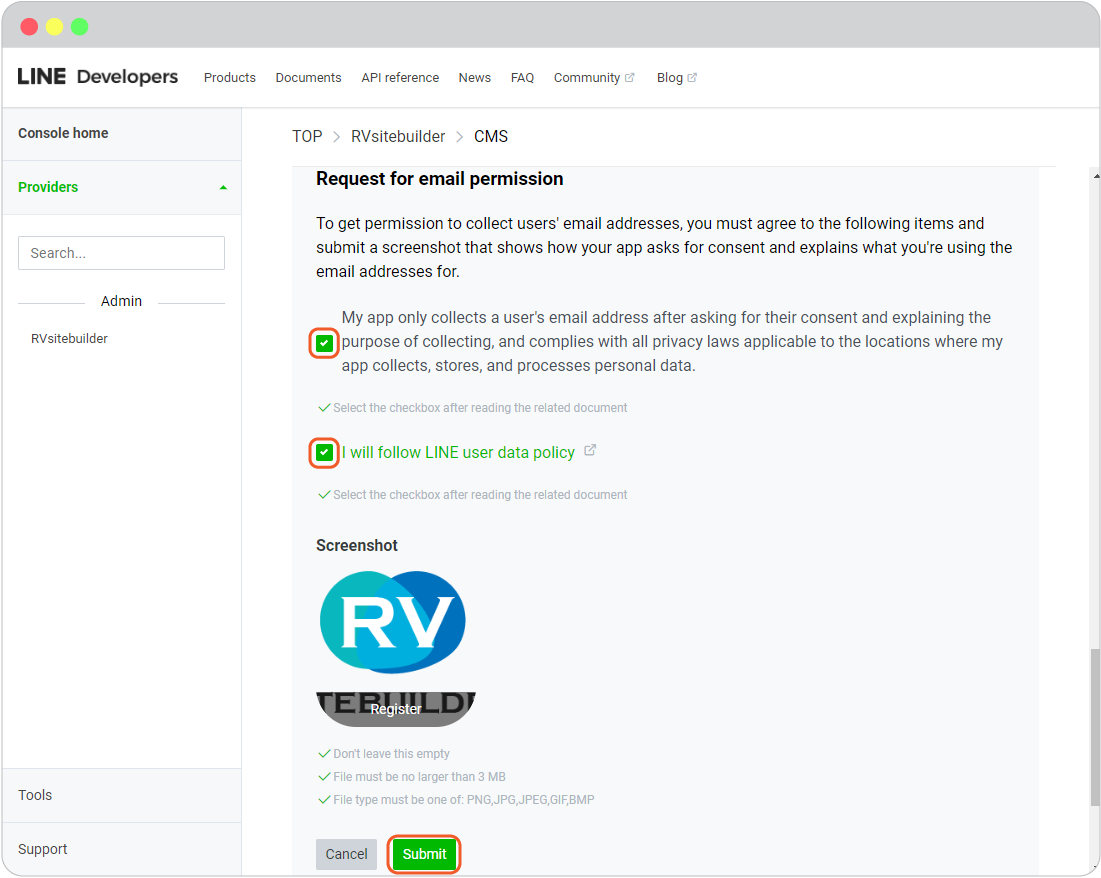 LINE Developers
Products
Documents
API reference
News
FAQ
Community
Blog
Console home
Providers
Search...
Admin
RVsitebuilder
Tools
Support
TOP > RVsitebuilder > CMS
Request for email permission
To get permission to collect users' email addresses, you must agree to the following items and
submit a screenshot that shows how your app asks for consent and explains what you're using the
email addresses for.
My app only collects a user's email address after asking for their consent and explaining the
purpose of collecting, and complies with all privacy laws applicable to the locations where my
app collects, stores, and processes personal data.
Select the checkbox after reading the related document
I will follow LINE user data policy
Select the checkbox after reading the related document
Screenshot
RV
TEBUILDE
Register
Don't leave this empty
File must be no larger than 3 MB
File type must be one of: PNG,JPG,JPEG,GIF,BMP
Cancel
Submit